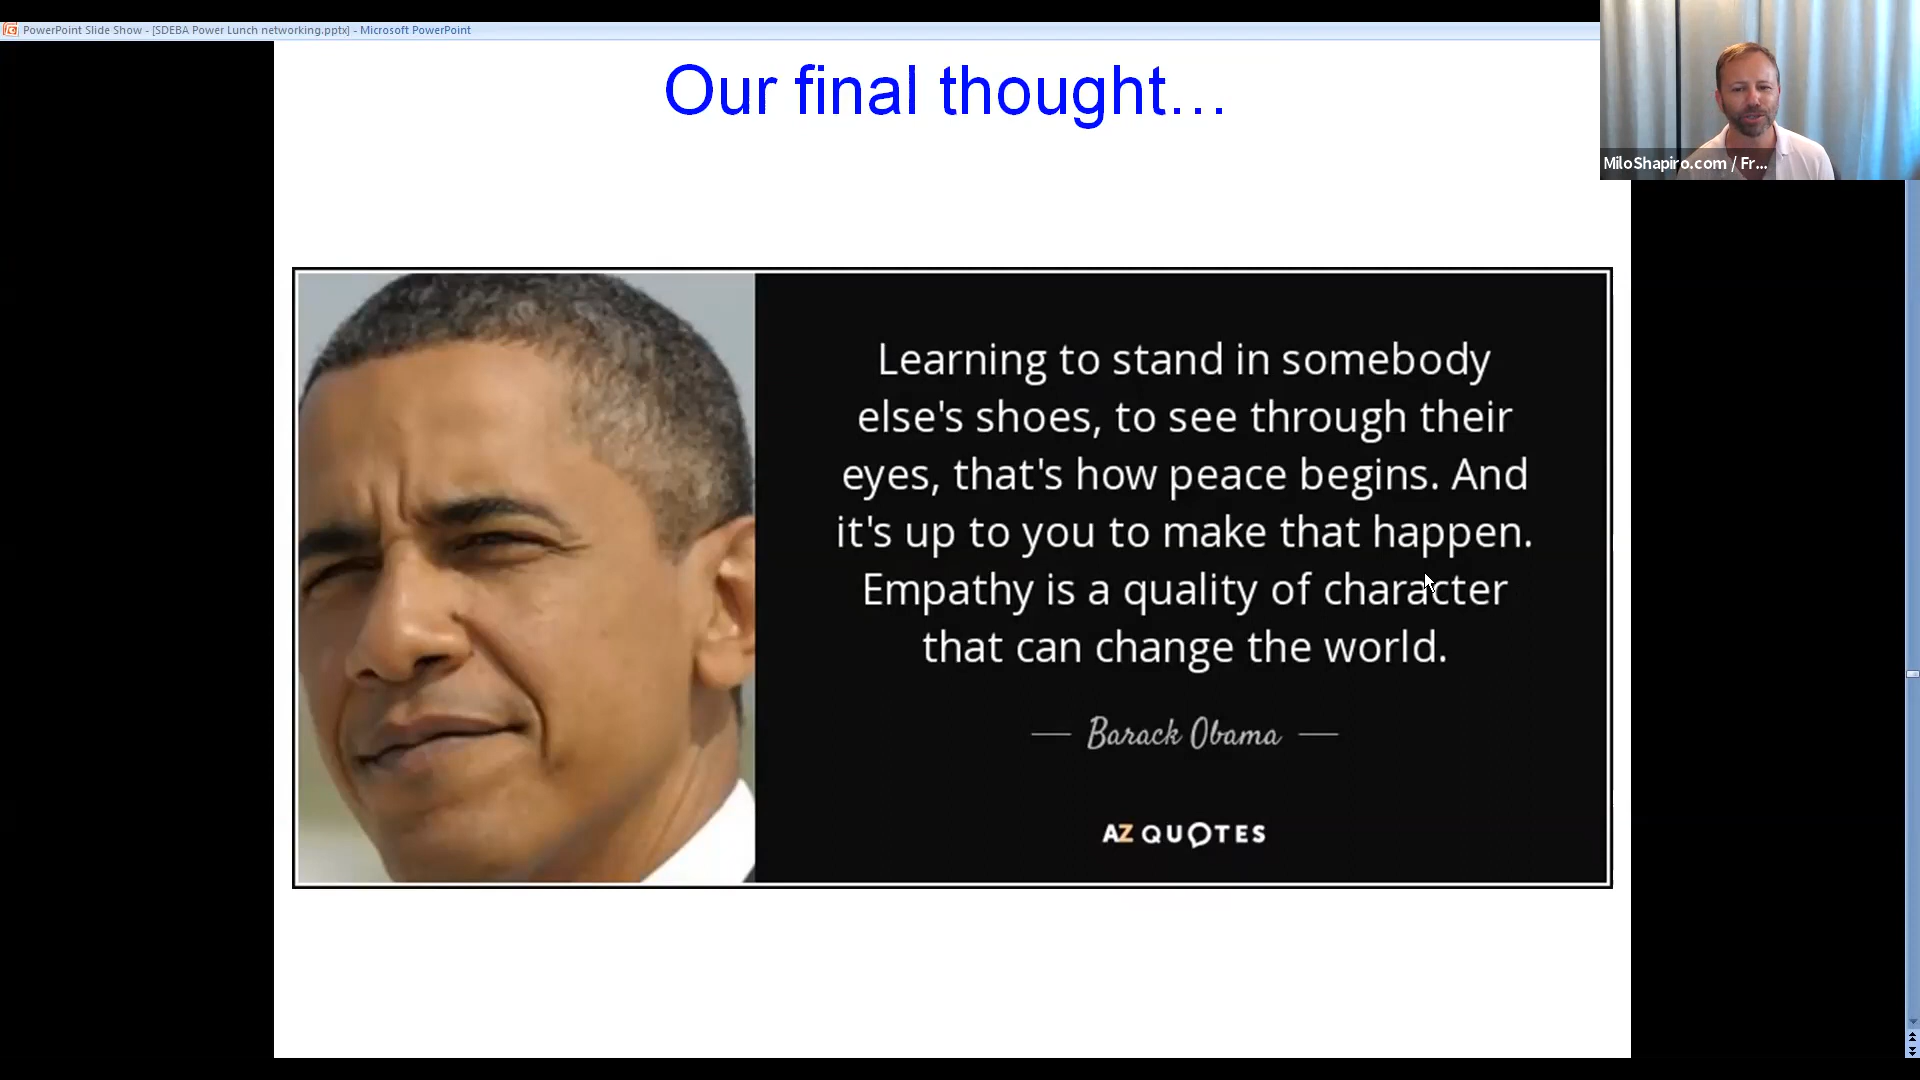 PowerPoint Slide Show - [SDEBA Power Lunch networking.pptx] - Microsoft PowerPoint
Our final thought...
MiloShapiro.com / Fr...
Learning to stand in somebody
else's shoes, to see through their
eyes, that's how peace begins. And
it's up to you to make that happen.
Empathy is a quality of character
that can change the world.
— Barack Obama —
AZ QUOTES